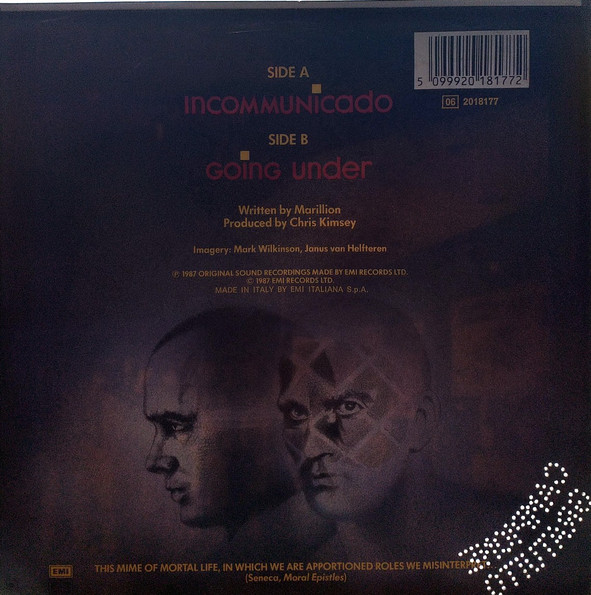 SIDE A
INCOMMUNiCADO
SIDE B
GOiNG UNDER
Written by Marillion
Produced by Chris Kimsey
Imagery: Mark Wilkinson, Janus van Helfteren
℗ 1987 ORIGINAL SOUND RECORDINGS MADE BY EMI RECORDS LTD.
© 1987 EMI RECORDS LTD.
MADE IN ITALY BY EMI ITALIANA S.p.A.
5 099920 181772
06 2018177
EMI
THIS MIME OF MORTAL LIFE, IN WHICH WE ARE APPORTIONED ROLES WE MISINTERPRET...
(Seneca, Moral Epistles)